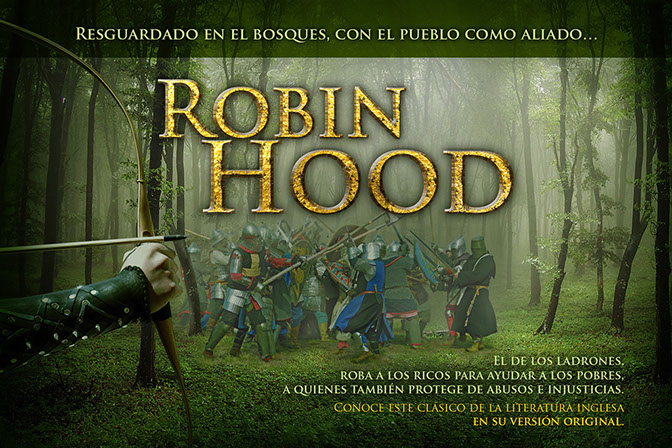 RESGUARDADO EN EL BOSQUES, CON EL PUEBLO COMO ALIADO...
ROBIN
HOOD
EL DE LOS LADRONES,
ROBA A LOS RICOS PARA AYUDAR A LOS POBRES,
A QUIENES TAMBIÉN PROTEGE DE ABUSOS E INJUSTICIAS.
CONOCE ESTE CLÁSICO DE LA LITERATURA INGLESA
EN SU VERSIÓN ORIGINAL.